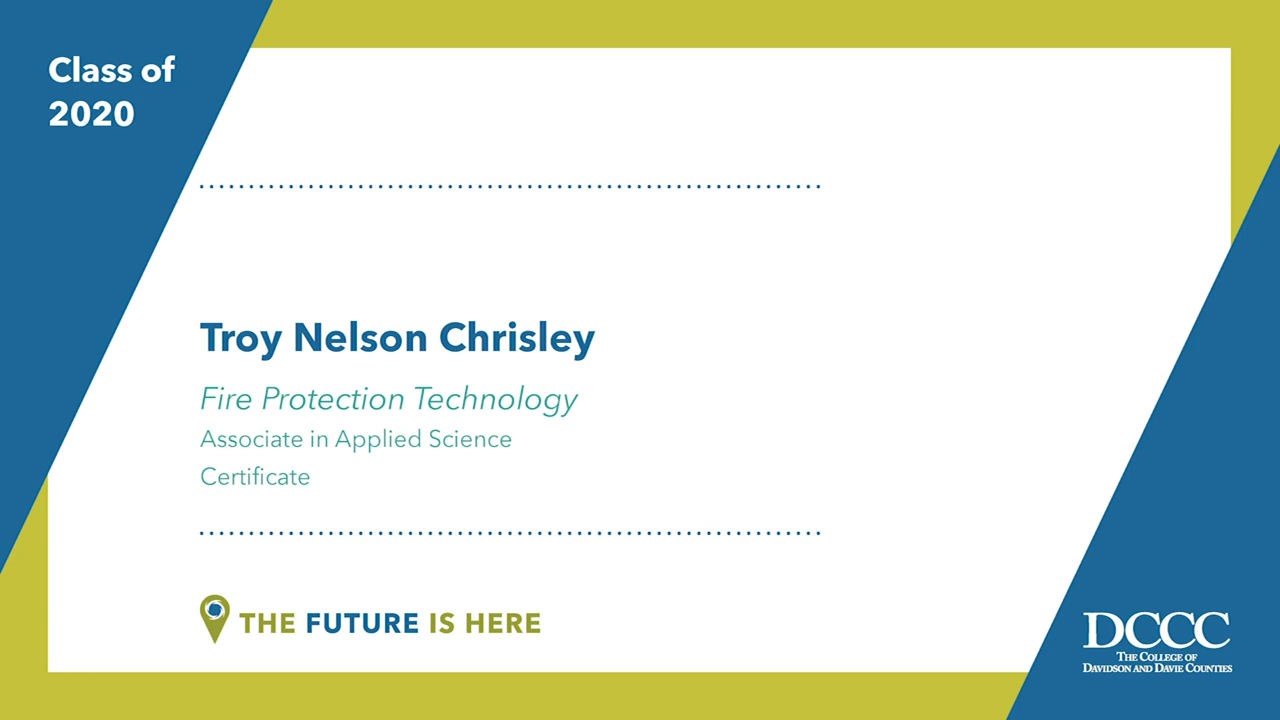 Class of
2020
Troy Nelson Chrisley
Fire Protection Technology
Associate in Applied Science
Certificate
THE FUTURE IS HERE
DCCC
THE COLLEGE OF
DAVIDSON AND DAVIE COUNTIES